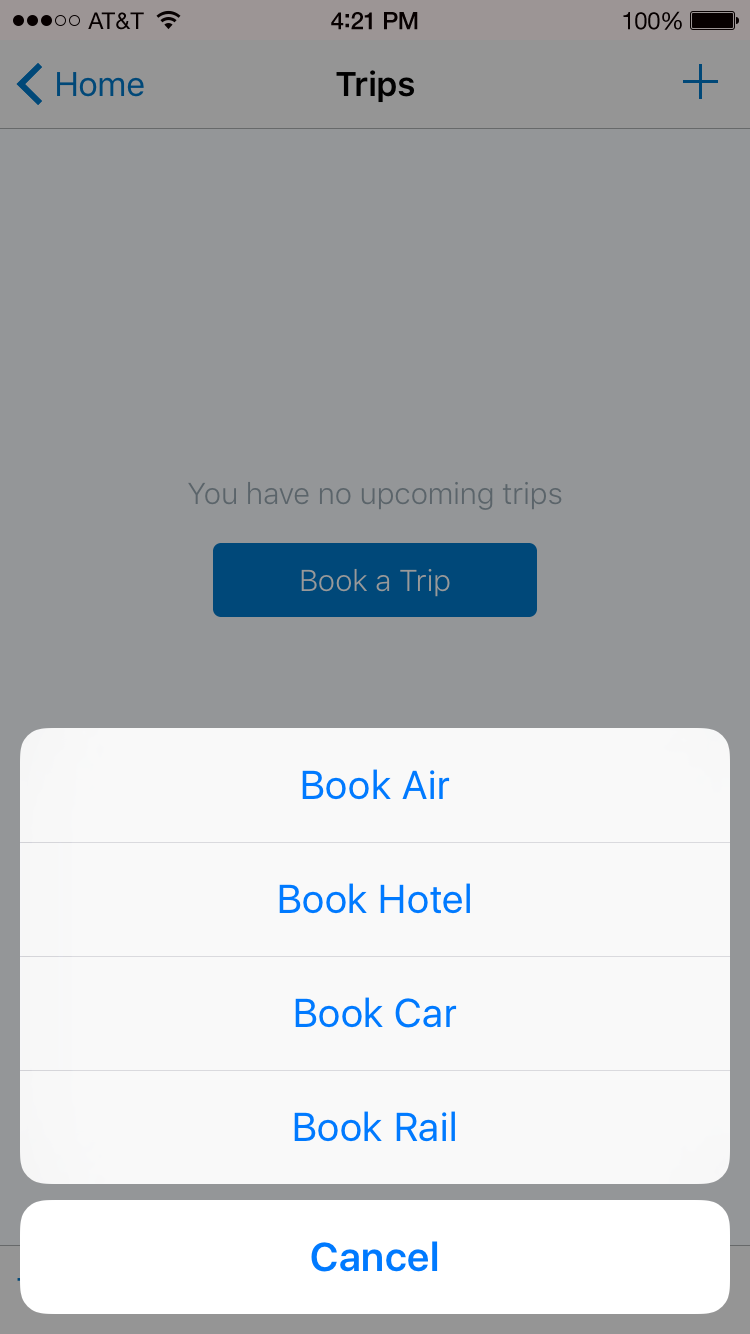 AT&T 4:21 PM 100%
Home Trips
You have no upcoming trips
Book a Trip
Book Air
Book Hotel
Book Car
Book Rail
Cancel